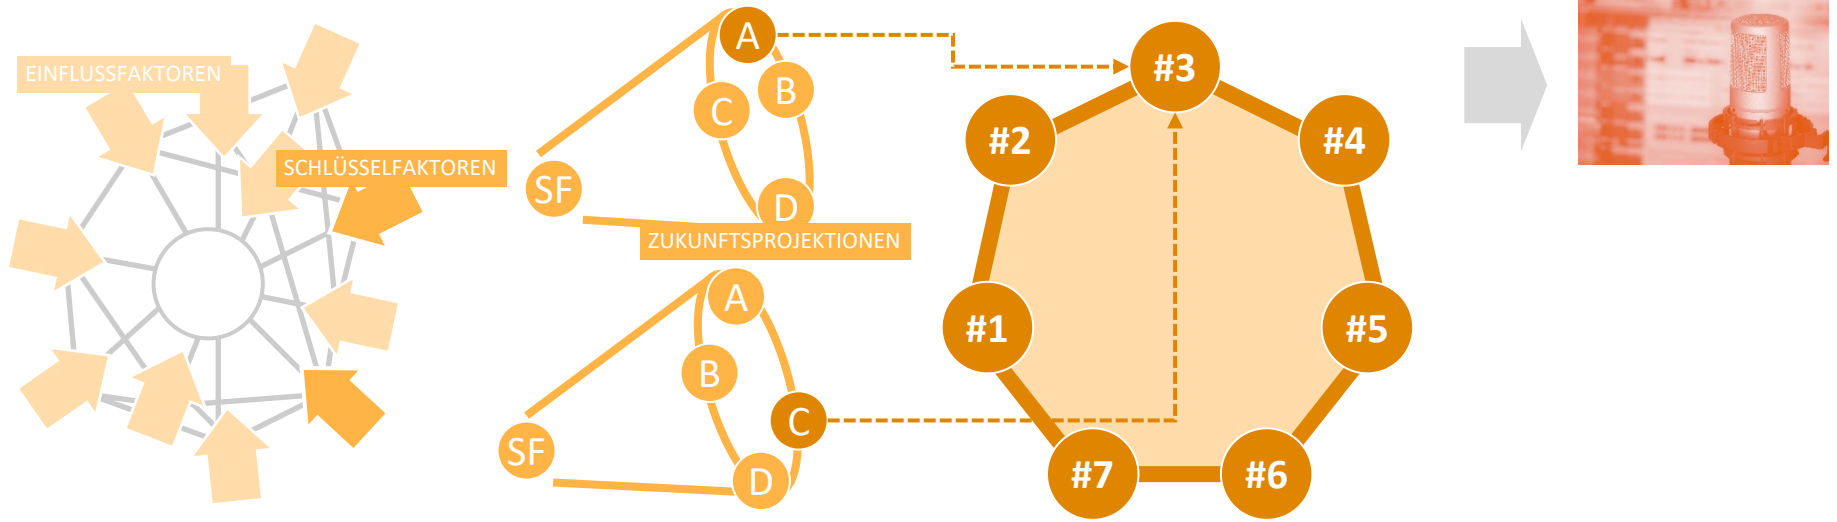 EINFLUSSFAKTOREN
SCHLÜSSELFAKTOREN
SF
A
B
C
D
ZUKUNFTSPROJEKTIONEN
SF
A
B
C
D
#1
#2
#3
#4
#5
#6
#7